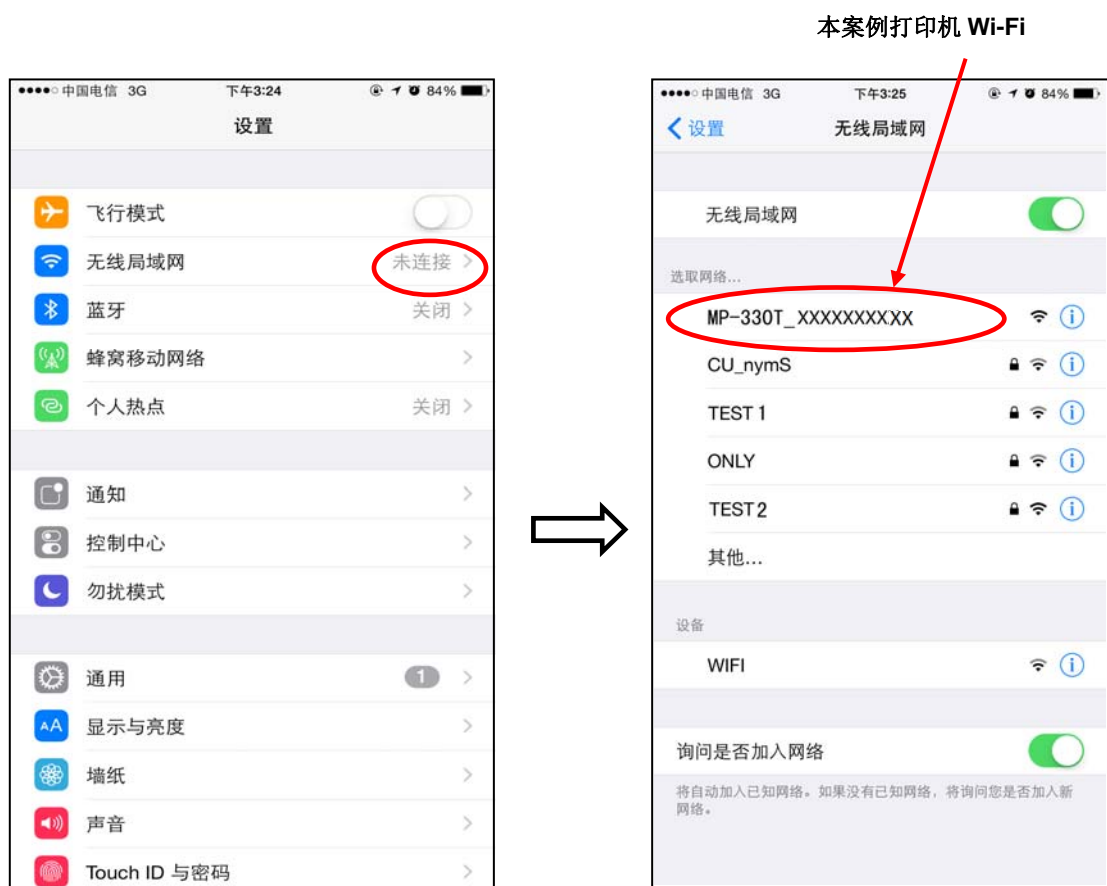 本案例打印机 Wi-Fi
中国电信 3G 下午3:24 84%
设置
飞行模式
无线局域网 未连接
蓝牙 关闭
蜂窝移动网络
个人热点 关闭
通知
控制中心
勿扰模式
通用 1
AA 显示与亮度
墙纸
声音
Touch ID 与密码
中国电信 3G 下午3:25 84%
设置 无线局域网
无线局域网
选取网络...
MP-330T_XXXXXXXXXX
CU_nymS
TEST 1
ONLY
TEST 2
其他...
设备
WIFI
询问是否加入网络
将自动加入已知网络。如果没有已知网络，将询问您是否加入新
网络。